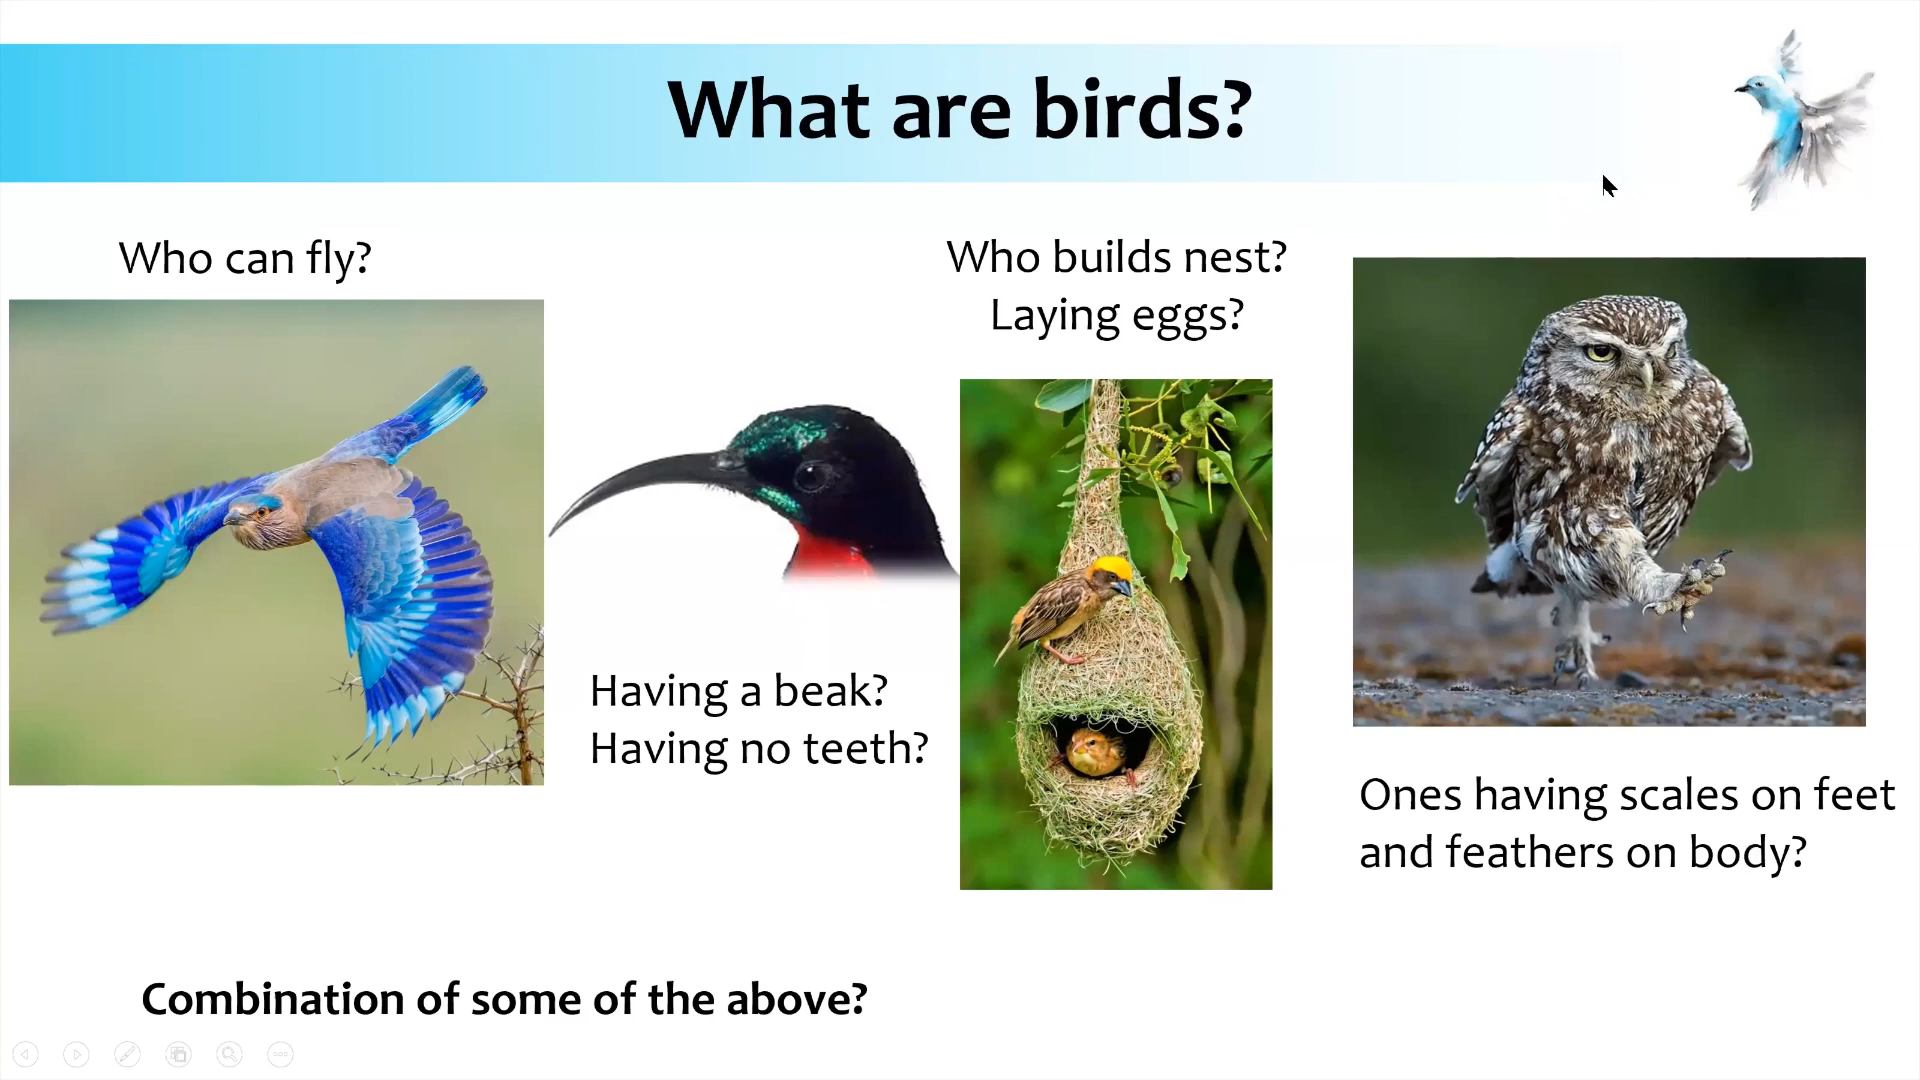 What are birds?
Who can fly?
Having a beak?
Having no teeth?
Who builds nest?
Laying eggs?
Ones having scales on feet
and feathers on body?
Combination of some of the above?